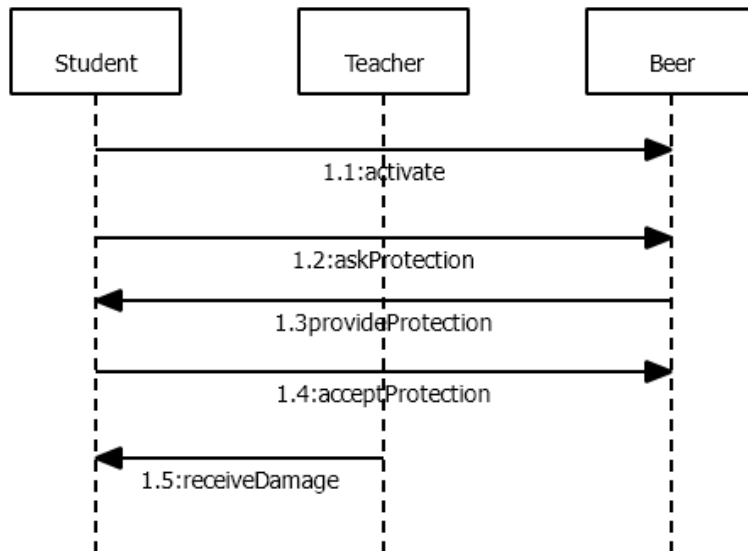 Student
Teacher
Beer
1.1:activate
1.2:askProtection
1.3provideProtection
1.4:acceptProtection
1.5:receiveDamage